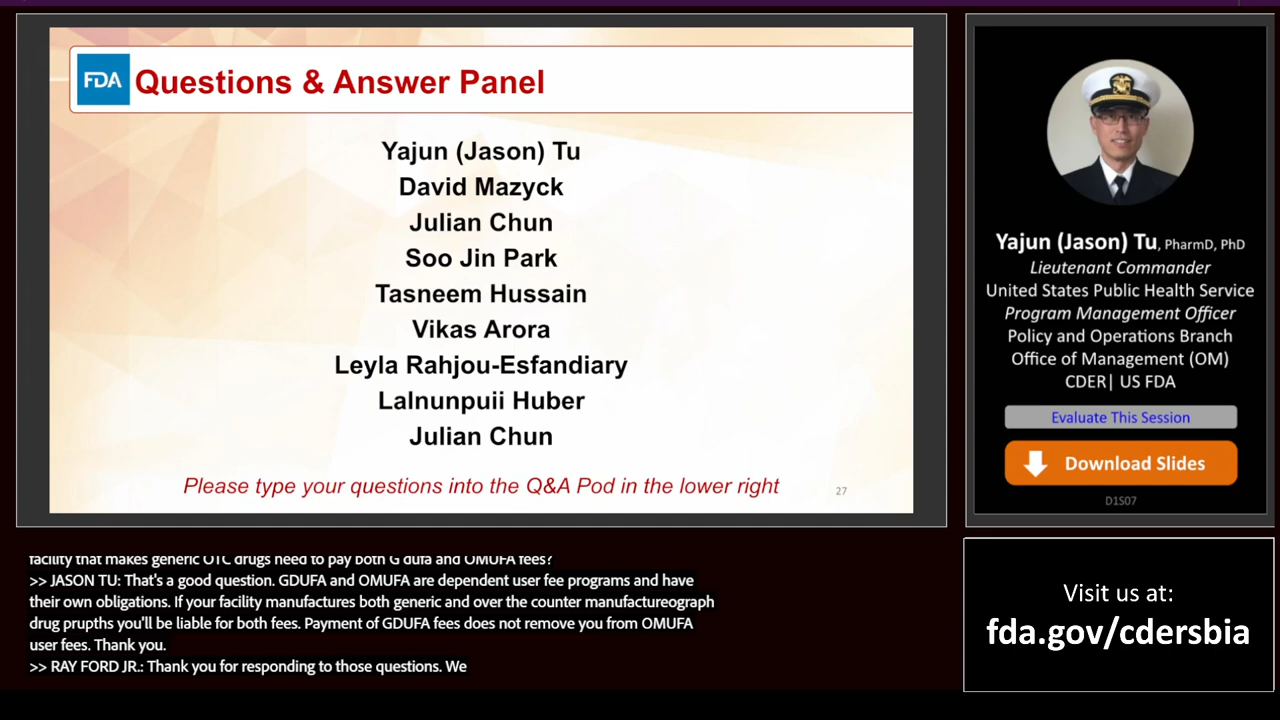 FDA Questions & Answer Panel
Yajun (Jason) Tu
David Mazyck
Julian Chun
Soo Jin Park
Tasneem Hussain
Vikas Arora
Leyla Rahjou-Esfandiary
Lalnunpuii Huber
Julian Chun
Please type your questions into the Q&A Pod in the lower right
27
Yajun (Jason) Tu, PharmD, PhD
Lieutenant Commander
United States Public Health Service
Program Management Officer
Policy and Operations Branch
Office of Management (OM)
CDER| US FDA
Evaluate This Session
Download Slides
D1S07
facility that makes generic OTC drugs need to pay both G dufa and OMUFA fees?
>> JASON TU: That's a good question. GDUFA and OMUFA are dependent user fee programs and have
their own obligations. If your facility manufactures both generic and over the counter manufactureograph
drug prupths you'll be liable for both fees. Payment of GDUFA fees does not remove you from OMUFA
user fees. Thank you.
>> RAY FORD JR.: Thank you for responding to those questions. We
Visit us at:
fda.gov/cdersbia